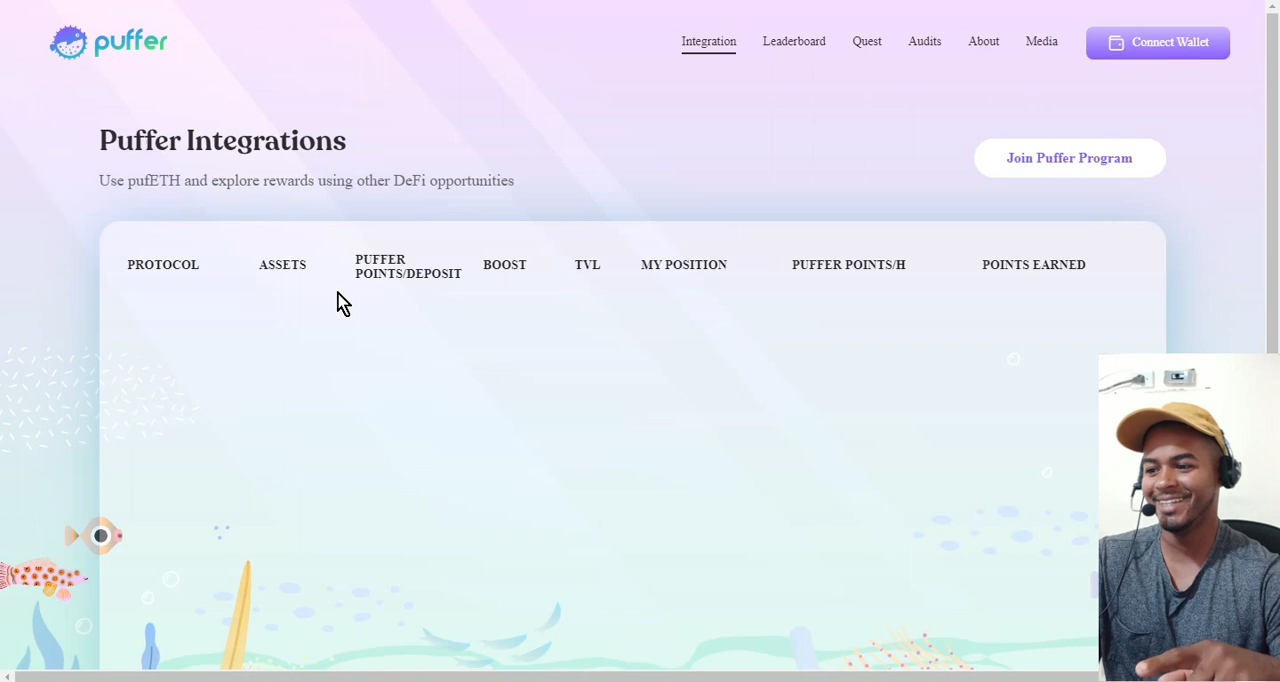 puffer
Integration Leaderboard Quest Audits About Media Connect Wallet
Puffer Integrations
Join Puffer Program
Use pufETH and explore rewards using other DeFi opportunities
PROTOCOL ASSETS PUFFER POINTS/DEPOSIT BOOST TVL MY POSITION PUFFER POINTS/H POINTS EARNED